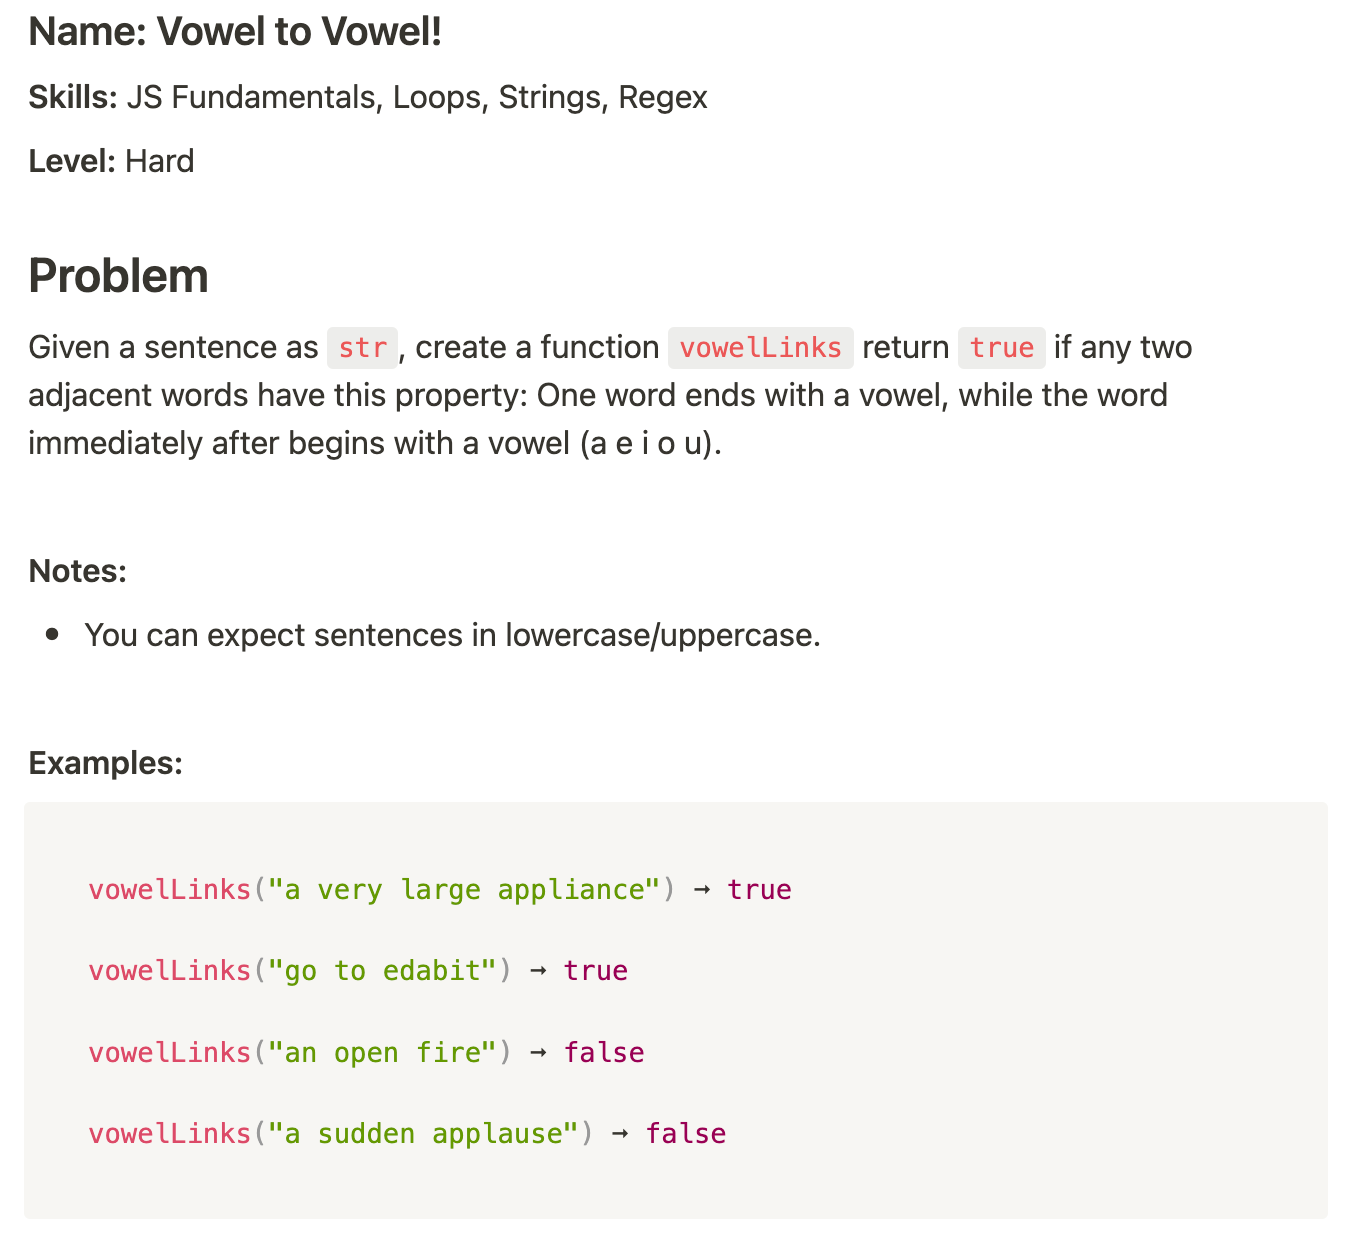 Name: Vowel to Vowel!
Skills: JS Fundamentals, Loops, Strings, Regex
Level: Hard
Problem
Given a sentence as str, create a function vowelLinks return true if any two
adjacent words have this property: One word ends with a vowel, while the word
immediately after begins with a vowel (a e i o u).
Notes:
• You can expect sentences in lowercase/uppercase.
Examples:
vowelLinks("a very large appliance") → true
vowelLinks("go to edabit") → true
vowelLinks("an open fire") → false
vowelLinks("a sudden applause") → false